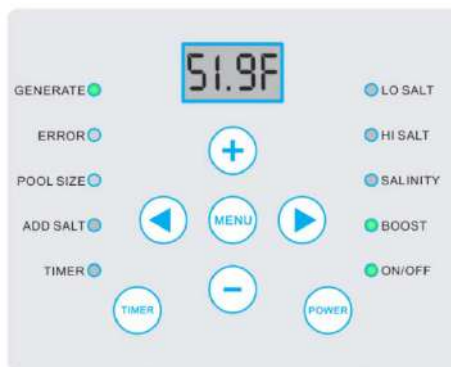 51.9F
GENERATE
ERROR
POOL SIZE
ADD SALT
TIMER
LO SALT
HI SALT
SALINITY
BOOST
ON/OFF
+
MENU
−
TIMER
POWER